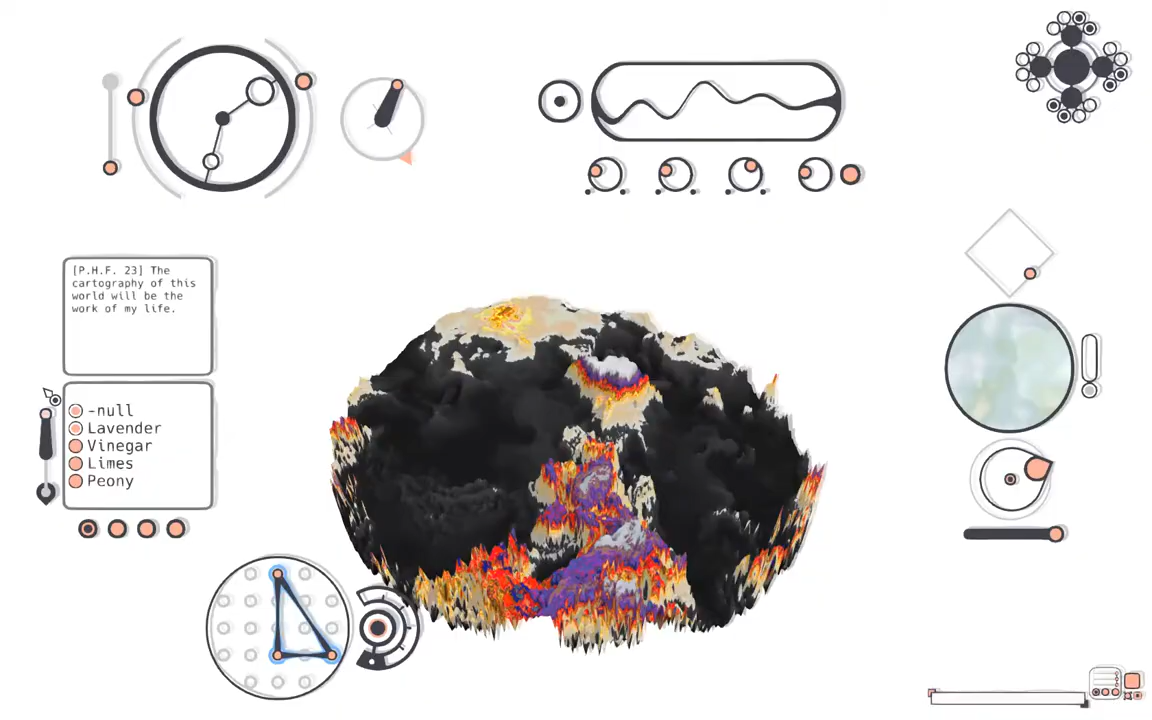 [P.H.F. 23] The
cartography of this
world will be the
work of my life.
-null
Lavender
Vinegar
Limes
Peony